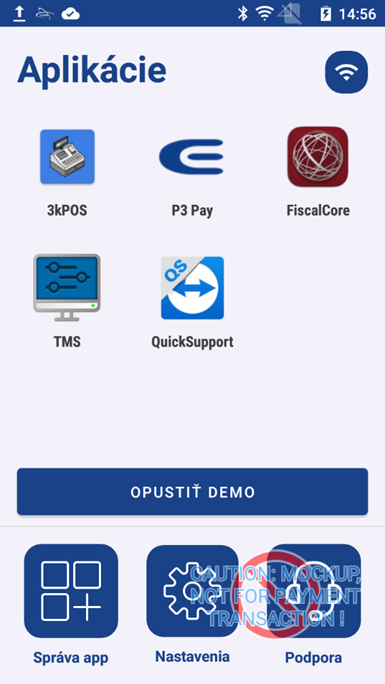 14:56
Aplikácie
3kPOS
P3 Pay
FiscalCore
TMS
QS
QuickSupport
OPUSTIŤ DEMO
CAUTION: MOCKUP,
NOT FOR PAYMENT
TRANSACTION !
Správa app
Nastavenia
Podpora